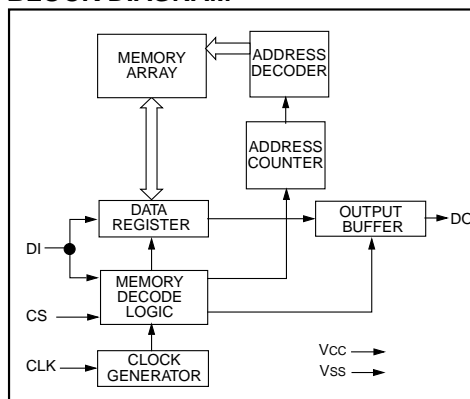 BLOCK DIAGRAM
MEMORY
ARRAY
ADDRESS
DECODER
ADDRESS
COUNTER
DATA
REGISTER
OUTPUT
BUFFER
DO
DI
MEMORY
DECODE
LOGIC
CS
CLK
CLOCK
GENERATOR
VCC
VSS